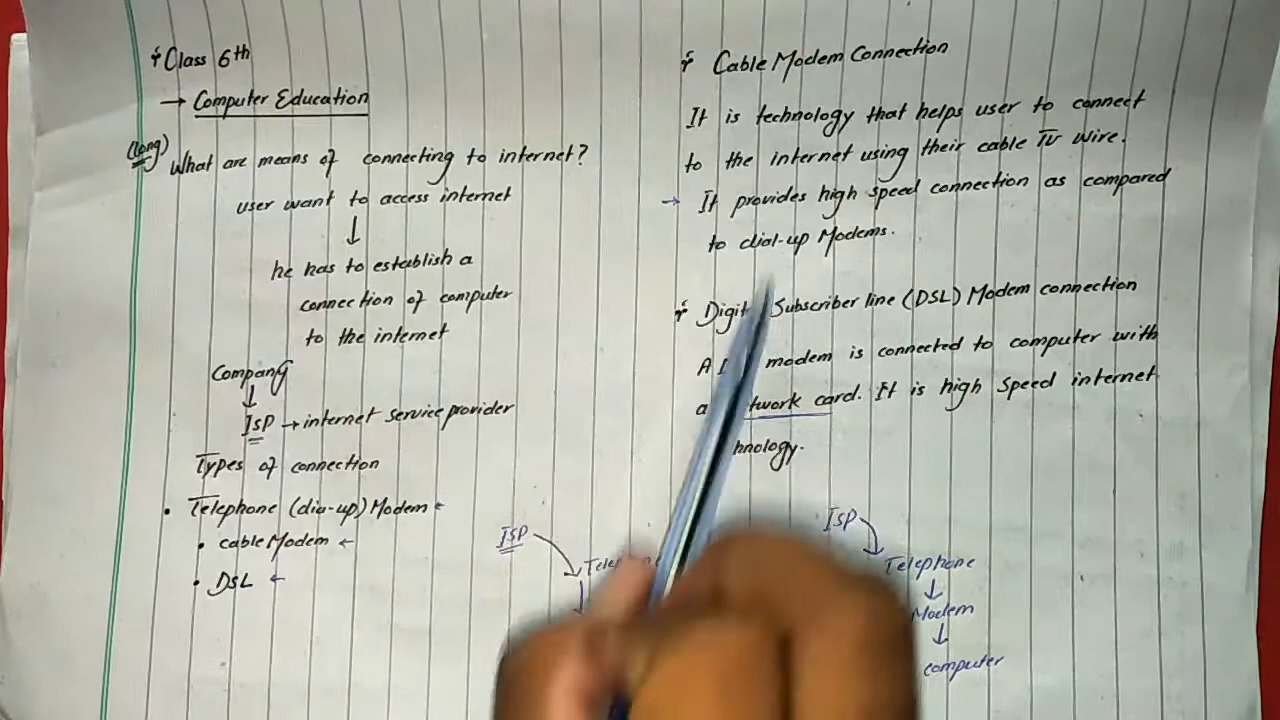 Class 6th
→ Computer Education
(long) What are means of connecting to internet?
user want to access internet
↓
he has to establish a
connection of computer
to the internet
Company
↓
ISP → internet service provider
Types of connection
• Telephone (dia-up) Modem ←
• cable Modem ←
• DSL ←
ISP
Cable Modem Connection
It is technology that helps user to connect
to the internet using their cable TV wire.
→ It provides high speed connection as compared
to dial-up Modems.
Subscriber line (DSL) Modem connection
A modem is connected to computer with
a card. It is high speed internet
ISP
Telephone
↓
Modem
↓
computer